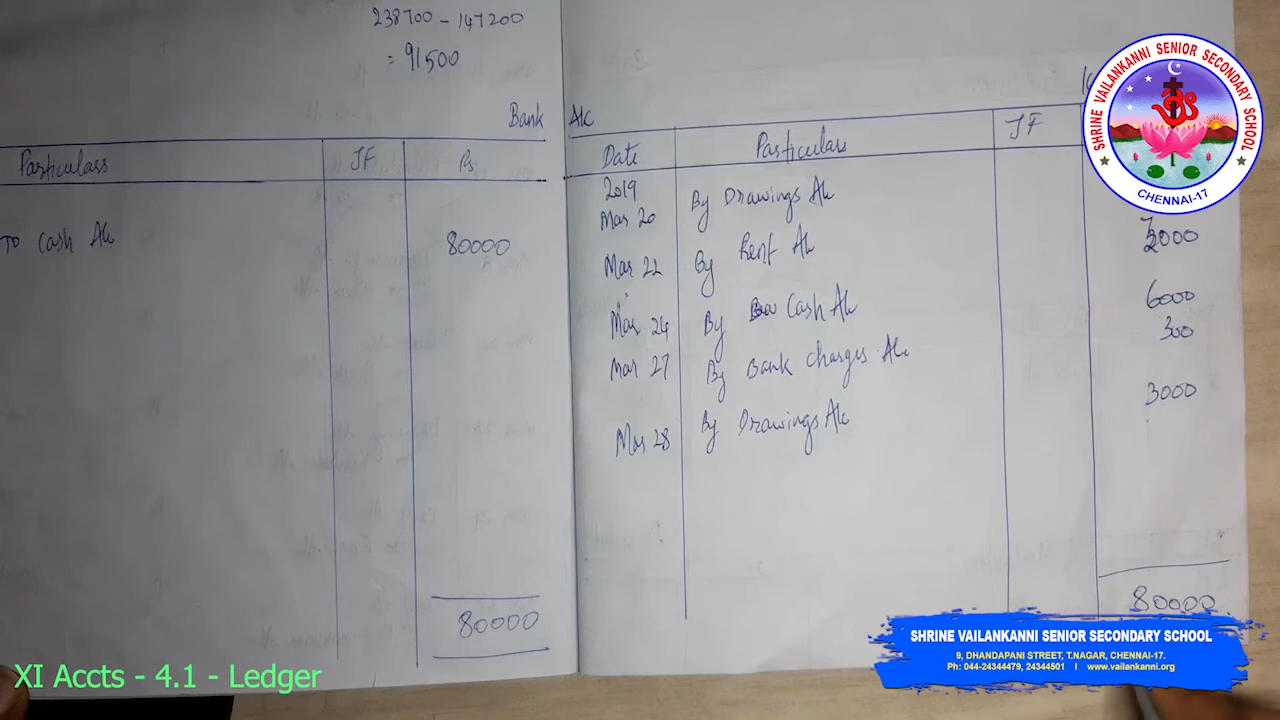 238700 - 147200
= 91500
Bank A/c
Particulars JF Rs
To Cash A/c 80000
80000
Date Particulars JF
2019
Mar 20 By Drawings A/c
Mar 22 By Rent A/c 2000
Mar 24 By Cash A/c 6000
Mar 27 By Bank Charges A/c 300
Mar 28 By Drawings A/c 3000
80000
SHRINE VAILANKANNI SENIOR SECONDARY SCHOOL
CHENNAI-17
XI Accts - 4.1 - Ledger
SHRINE VAILANKANNI SENIOR SECONDARY SCHOOL
9, DHANDAPANI STREET, T.NAGAR, CHENNAI-17.
Ph: 044-24344479, 24344501 I www.vailankanni.org